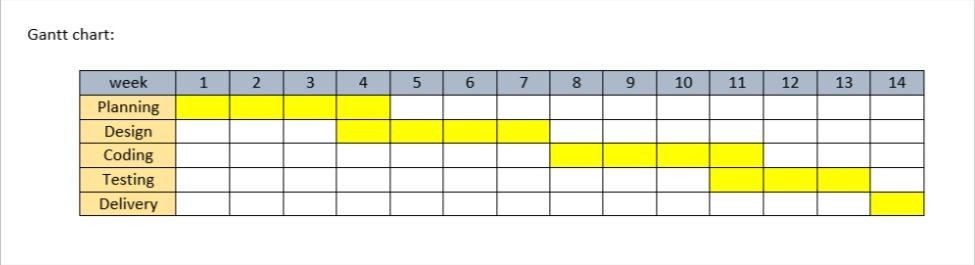 Gantt chart:
week 1 2 3 4 5 6 7 8 9 10 11 12 13 14
Planning
Design
Coding
Testing
Delivery